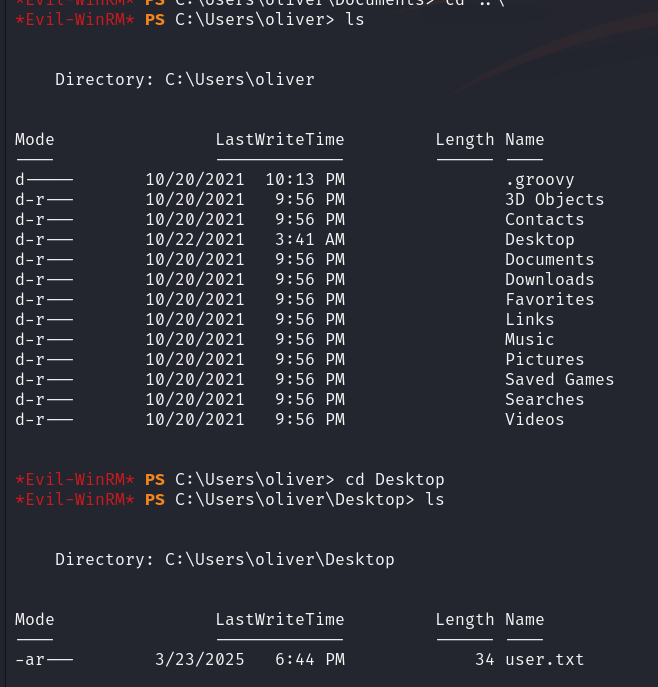 *Evil-WinRM* PS C:\Users\oliver\Documents> cd ..\
*Evil-WinRM* PS C:\Users\oliver> ls
Directory: C:\Users\oliver
Mode LastWriteTime Length Name
---- ------------- ------ ----
d----- 10/20/2021 10:13 PM .groovy
d-r--- 10/20/2021 9:56 PM 3D Objects
d-r--- 10/20/2021 9:56 PM Contacts
d-r--- 10/22/2021 3:41 AM Desktop
d-r--- 10/20/2021 9:56 PM Documents
d-r--- 10/20/2021 9:56 PM Downloads
d-r--- 10/20/2021 9:56 PM Favorites
d-r--- 10/20/2021 9:56 PM Links
d-r--- 10/20/2021 9:56 PM Music
d-r--- 10/20/2021 9:56 PM Pictures
d-r--- 10/20/2021 9:56 PM Saved Games
d-r--- 10/20/2021 9:56 PM Searches
d-r--- 10/20/2021 9:56 PM Videos
*Evil-WinRM* PS C:\Users\oliver> cd Desktop
*Evil-WinRM* PS C:\Users\oliver\Desktop> ls
Directory: C:\Users\oliver\Desktop
Mode LastWriteTime Length Name
---- ------------- ------ ----
-ar--- 3/23/2025 6:44 PM 34 user.txt